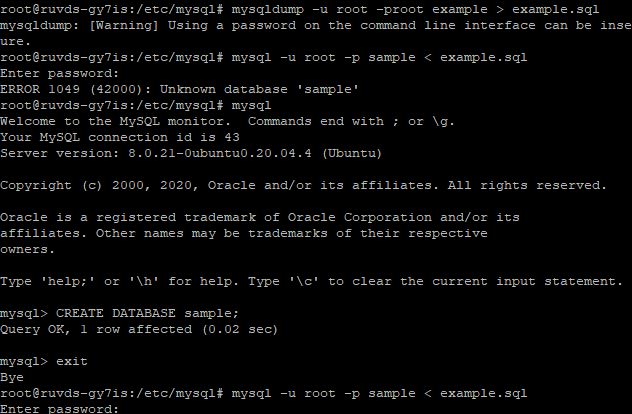 root@ruvds-gy7is:/etc/mysql# mysqldump -u root -proot example > example.sql
mysqldump: [Warning] Using a password on the command line interface can be inse
ure.
root@ruvds-gy7is:/etc/mysql# mysql -u root -p sample < example.sql
Enter password:
ERROR 1049 (42000): Unknown database 'sample'
root@ruvds-gy7is:/etc/mysql# mysql
Welcome to the MySQL monitor.  Commands end with ; or \g.
Your MySQL connection id is 43
Server version: 8.0.21-0ubuntu0.20.04.4 (Ubuntu)
Copyright (c) 2000, 2020, Oracle and/or its affiliates. All rights reserved.
Oracle is a registered trademark of Oracle Corporation and/or its
affiliates. Other names may be trademarks of their respective
owners.
Type 'help;' or '\h' for help. Type '\c' to clear the current input statement.
mysql> CREATE DATABASE sample;
Query OK, 1 row affected (0.02 sec)
mysql> exit
Bye
root@ruvds-gy7is:/etc/mysql# mysql -u root -p sample < example.sql
Enter password: